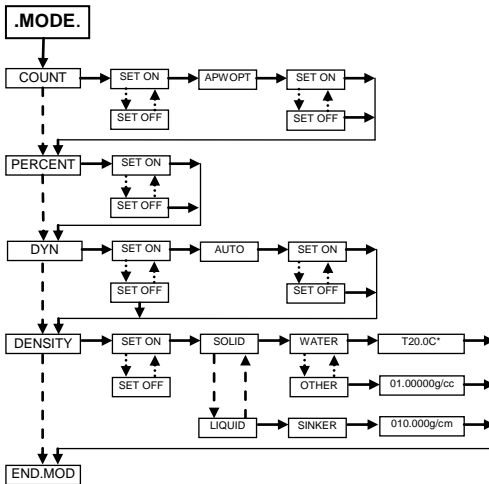 .MODE.
COUNT SET ON APWOPT SET ON
SET OFF SET OFF
PERCENT SET ON
SET OFF
DYN SET ON AUTO SET ON
SET OFF SET OFF
DENSITY SET ON SOLID WATER T20.0C*
SET OFF OTHER 01.00000g/cc
LIQUID SINKER 010.000g/cm
END.MOD